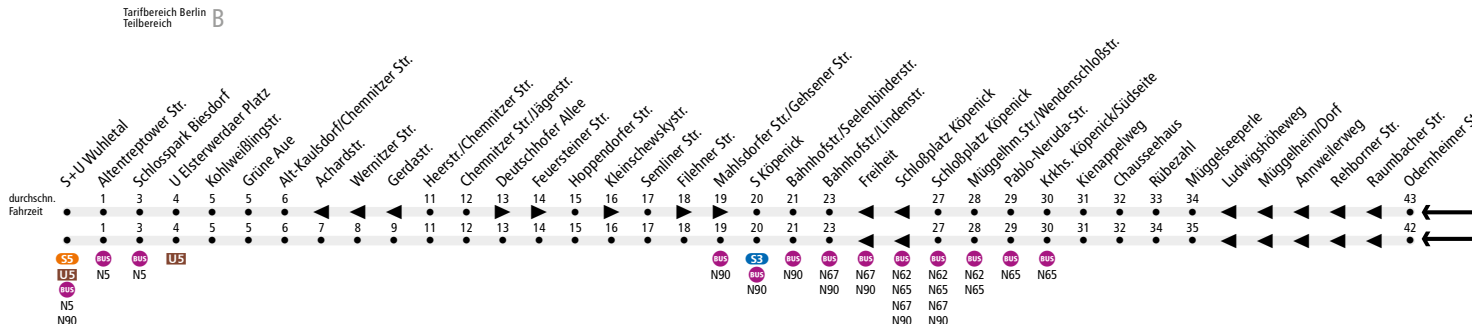 Tarifbereich Berlin
Teilbereich
B
S+U Wuhletal
Altentreptower Str.
Schlosspark Biesdorf
U Elsterwerdaer Platz
Kohlweißlingstr.
Grüne Aue
Alt-Kaulsdorf/Chemnitzer Str.
Achardstr.
Wernitzer Str.
Gerdastr.
Heerstr./Chemnitzer Str.
Chemnitzer Str./Jägerstr.
Deutschhofer Allee
Feuersteiner Str.
Hoppendorfer Str.
Kleinschewskystr.
Semliner Str.
Filehner Str.
Mahlsdorfer Str./Gehsener Str.
S Köpenick
Bahnhofstr./Seelenbinderstr.
Bahnhofstr./Lindenstr.
Freiheit
Schloßplatz Köpenick
Schloßplatz Köpenick
Müggelhm.Str./Wendenschloßstr.
Pablo-Neruda-Str.
Krkhs. Köpenick/Südseite
Kienappelweg
Chausseehaus
Rübezahl
Müggelseeperle
Ludwigshöheweg
Müggelheim/Dorf
Annweilerweg
Rehborner Str.
Raumbacher Str.
Odernheimer St
durchschn.
Fahrzeit
1 3 4 5 5 6 11 12 13 14 15 16 17 18 19 20 21 23 27 28 29 30 31 32 33 34 43
1 3 4 5 5 6 7 8 9 11 12 13 14 15 16 17 18 19 20 21 23 27 28 29 30 31 32 34 35 42
S5 BUS BUS U5 BUS S3 BUS BUS BUS BUS BUS BUS BUS BUS
U5 N5 N5 N90 BUS N90 N67 N67 N62 N62 N62 N65 N65
BUS N90 N90 N90 N65 N65 N65
N5 N67 N67
N90 N90 N90